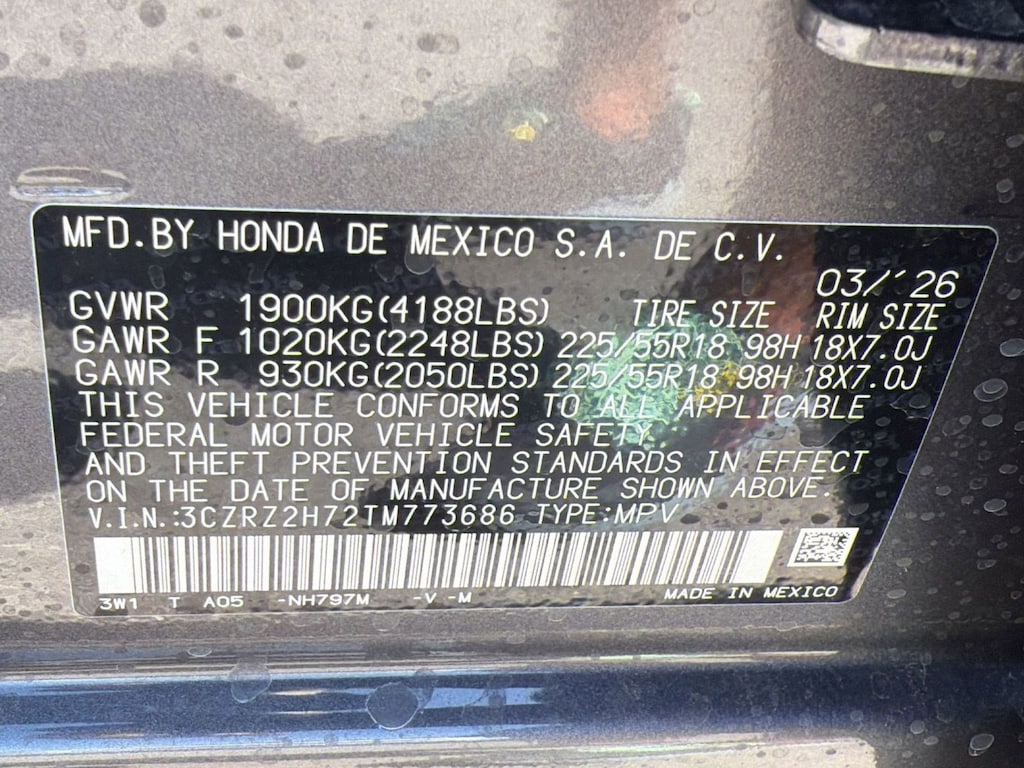 MFD.BY HONDA DE MEXICO S.A. DE C.V.
03/'26
GVWR 1900KG(4188LBS) TIRE SIZE RIM SIZE
GAWR F 1020KG(2248LBS) 225/55R18 98H 18X7.0J
GAWR R 930KG(2050LBS) 225/55R18 98H 18X7.0J
THIS VEHICLE CONFORMS TO ALL APPLICABLE
FEDERAL MOTOR VEHICLE SAFETY
AND THEFT PREVENTION STANDARDS IN EFFECT
ON THE DATE OF MANUFACTURE SHOWN ABOVE.
V.I.N.:3CZRZ2H72TM773686 TYPE:MPV
3W1 T A05 -NH797M -V -M MADE IN MEXICO